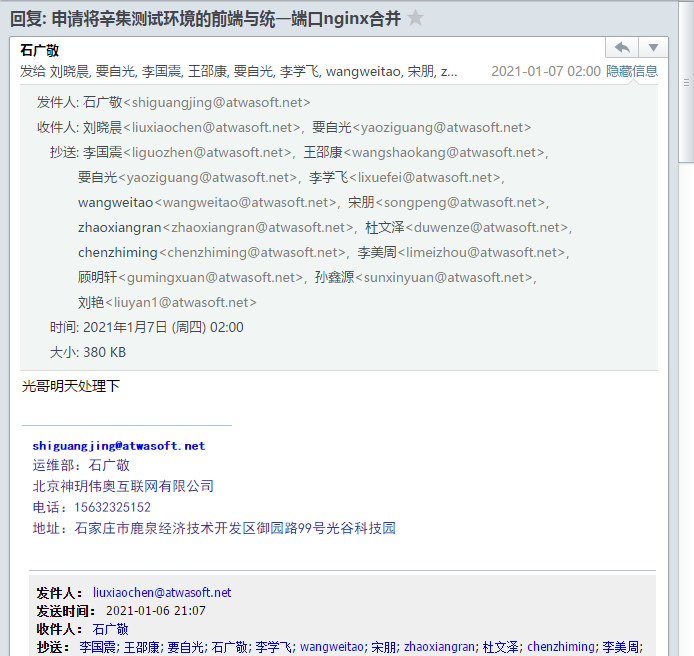 回复: 申请将辛集测试环境的前端与统一端口nginx合并
石广敬
发给 刘晓晨, 要自光, 李国震, 王邵康, 要自光, 李学飞, wangweitao, 宋朋, z... 2021-01-07 02:00 隐藏信息
发件人: 石广敬<shiguangjing@atwasoft.net>
收件人: 刘晓晨<liuxiaochen@atwasoft.net>, 要自光<yaoziguang@atwasoft.net>
抄送: 李国震<liguozhen@atwasoft.net>, 王邵康<wangshaokang@atwasoft.net>,
要自光<yaoziguang@atwasoft.net>, 李学飞<lixuefei@atwasoft.net>,
wangweitao<wangweitao@atwasoft.net>, 宋朋<songpeng@atwasoft.net>,
zhaoxiangran<zhaoxiangran@atwasoft.net>, 杜文泽<duwenze@atwasoft.net>,
chenzhiming<chenzhiming@atwasoft.net>, 李美周<limeizhou@atwasoft.net>,
顾明轩<gumingxuan@atwasoft.net>, 孙鑫源<sunxinyuan@atwasoft.net>,
刘艳<liuyan1@atwasoft.net>
时间: 2021年1月7日 (周四) 02:00
大小: 380 KB
光哥明天处理下
shiguangjing@atwasoft.net
运维部：石广敬
北京神玥伟奥互联网有限公司
电话：15632325152
地址：石家庄市鹿泉经济技术开发区御园路99号光谷科技园
发件人： liuxiaochen@atwasoft.net
发送时间： 2021-01-06 21:07
收件人： 石广敬
抄送： 李国震; 王邵康; 要自光; 石广敬; 李学飞; wangweitao; 宋朋; zhaoxiangran; 杜文泽; chenzhiming; 李美周;